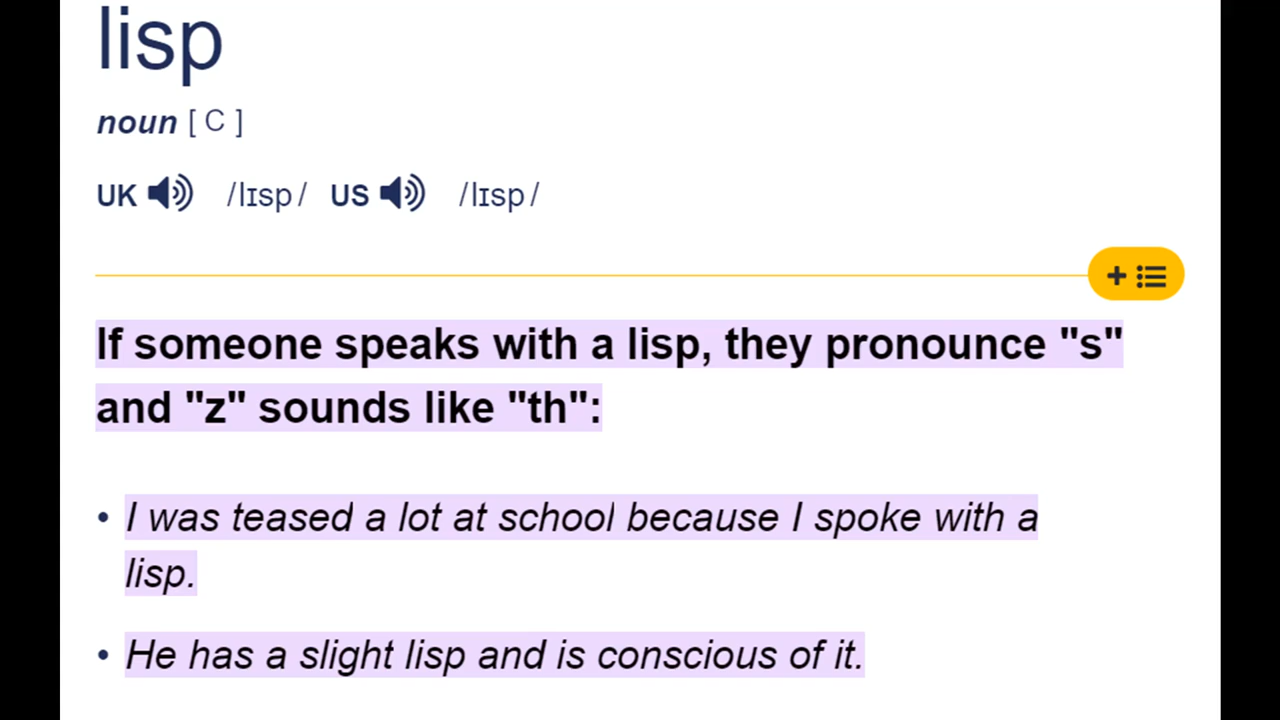 lisp
noun [ C ]
UK /lɪsp/ US /lɪsp/
If someone speaks with a lisp, they pronounce "s"
and "z" sounds like "th":
• I was teased a lot at school because I spoke with a
lisp.
• He has a slight lisp and is conscious of it.